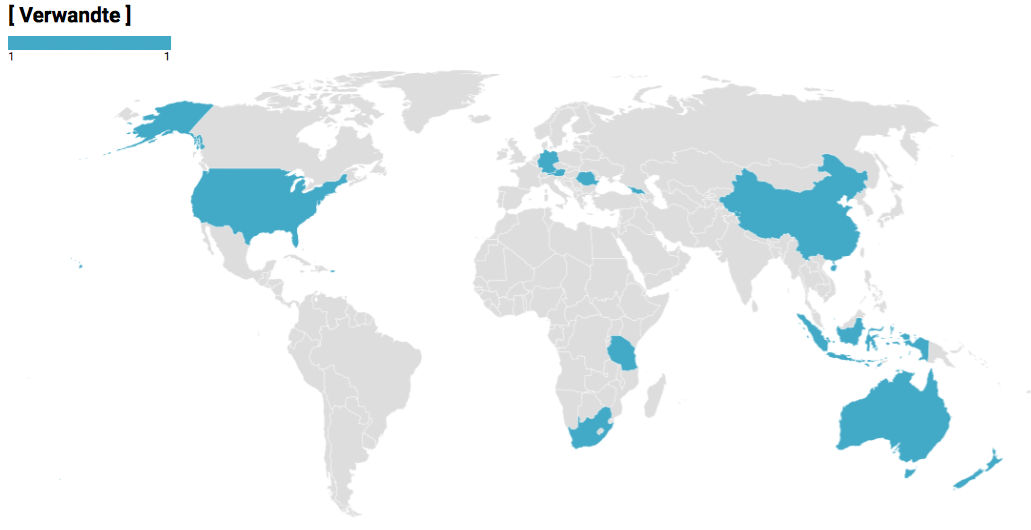 [ Verwandte ]
1 1